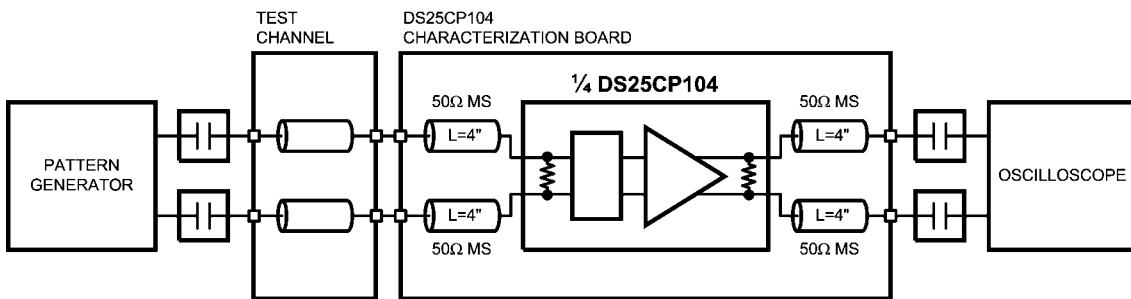 TEST
CHANNEL
DS25CP104
CHARACTERIZATION BOARD
¼ DS25CP104
50Ω MS
50Ω MS
L=4"
L=4"
PATTERN
GENERATOR
OSCILLOSCOPE
L=4"
L=4"
50Ω MS
50Ω MS